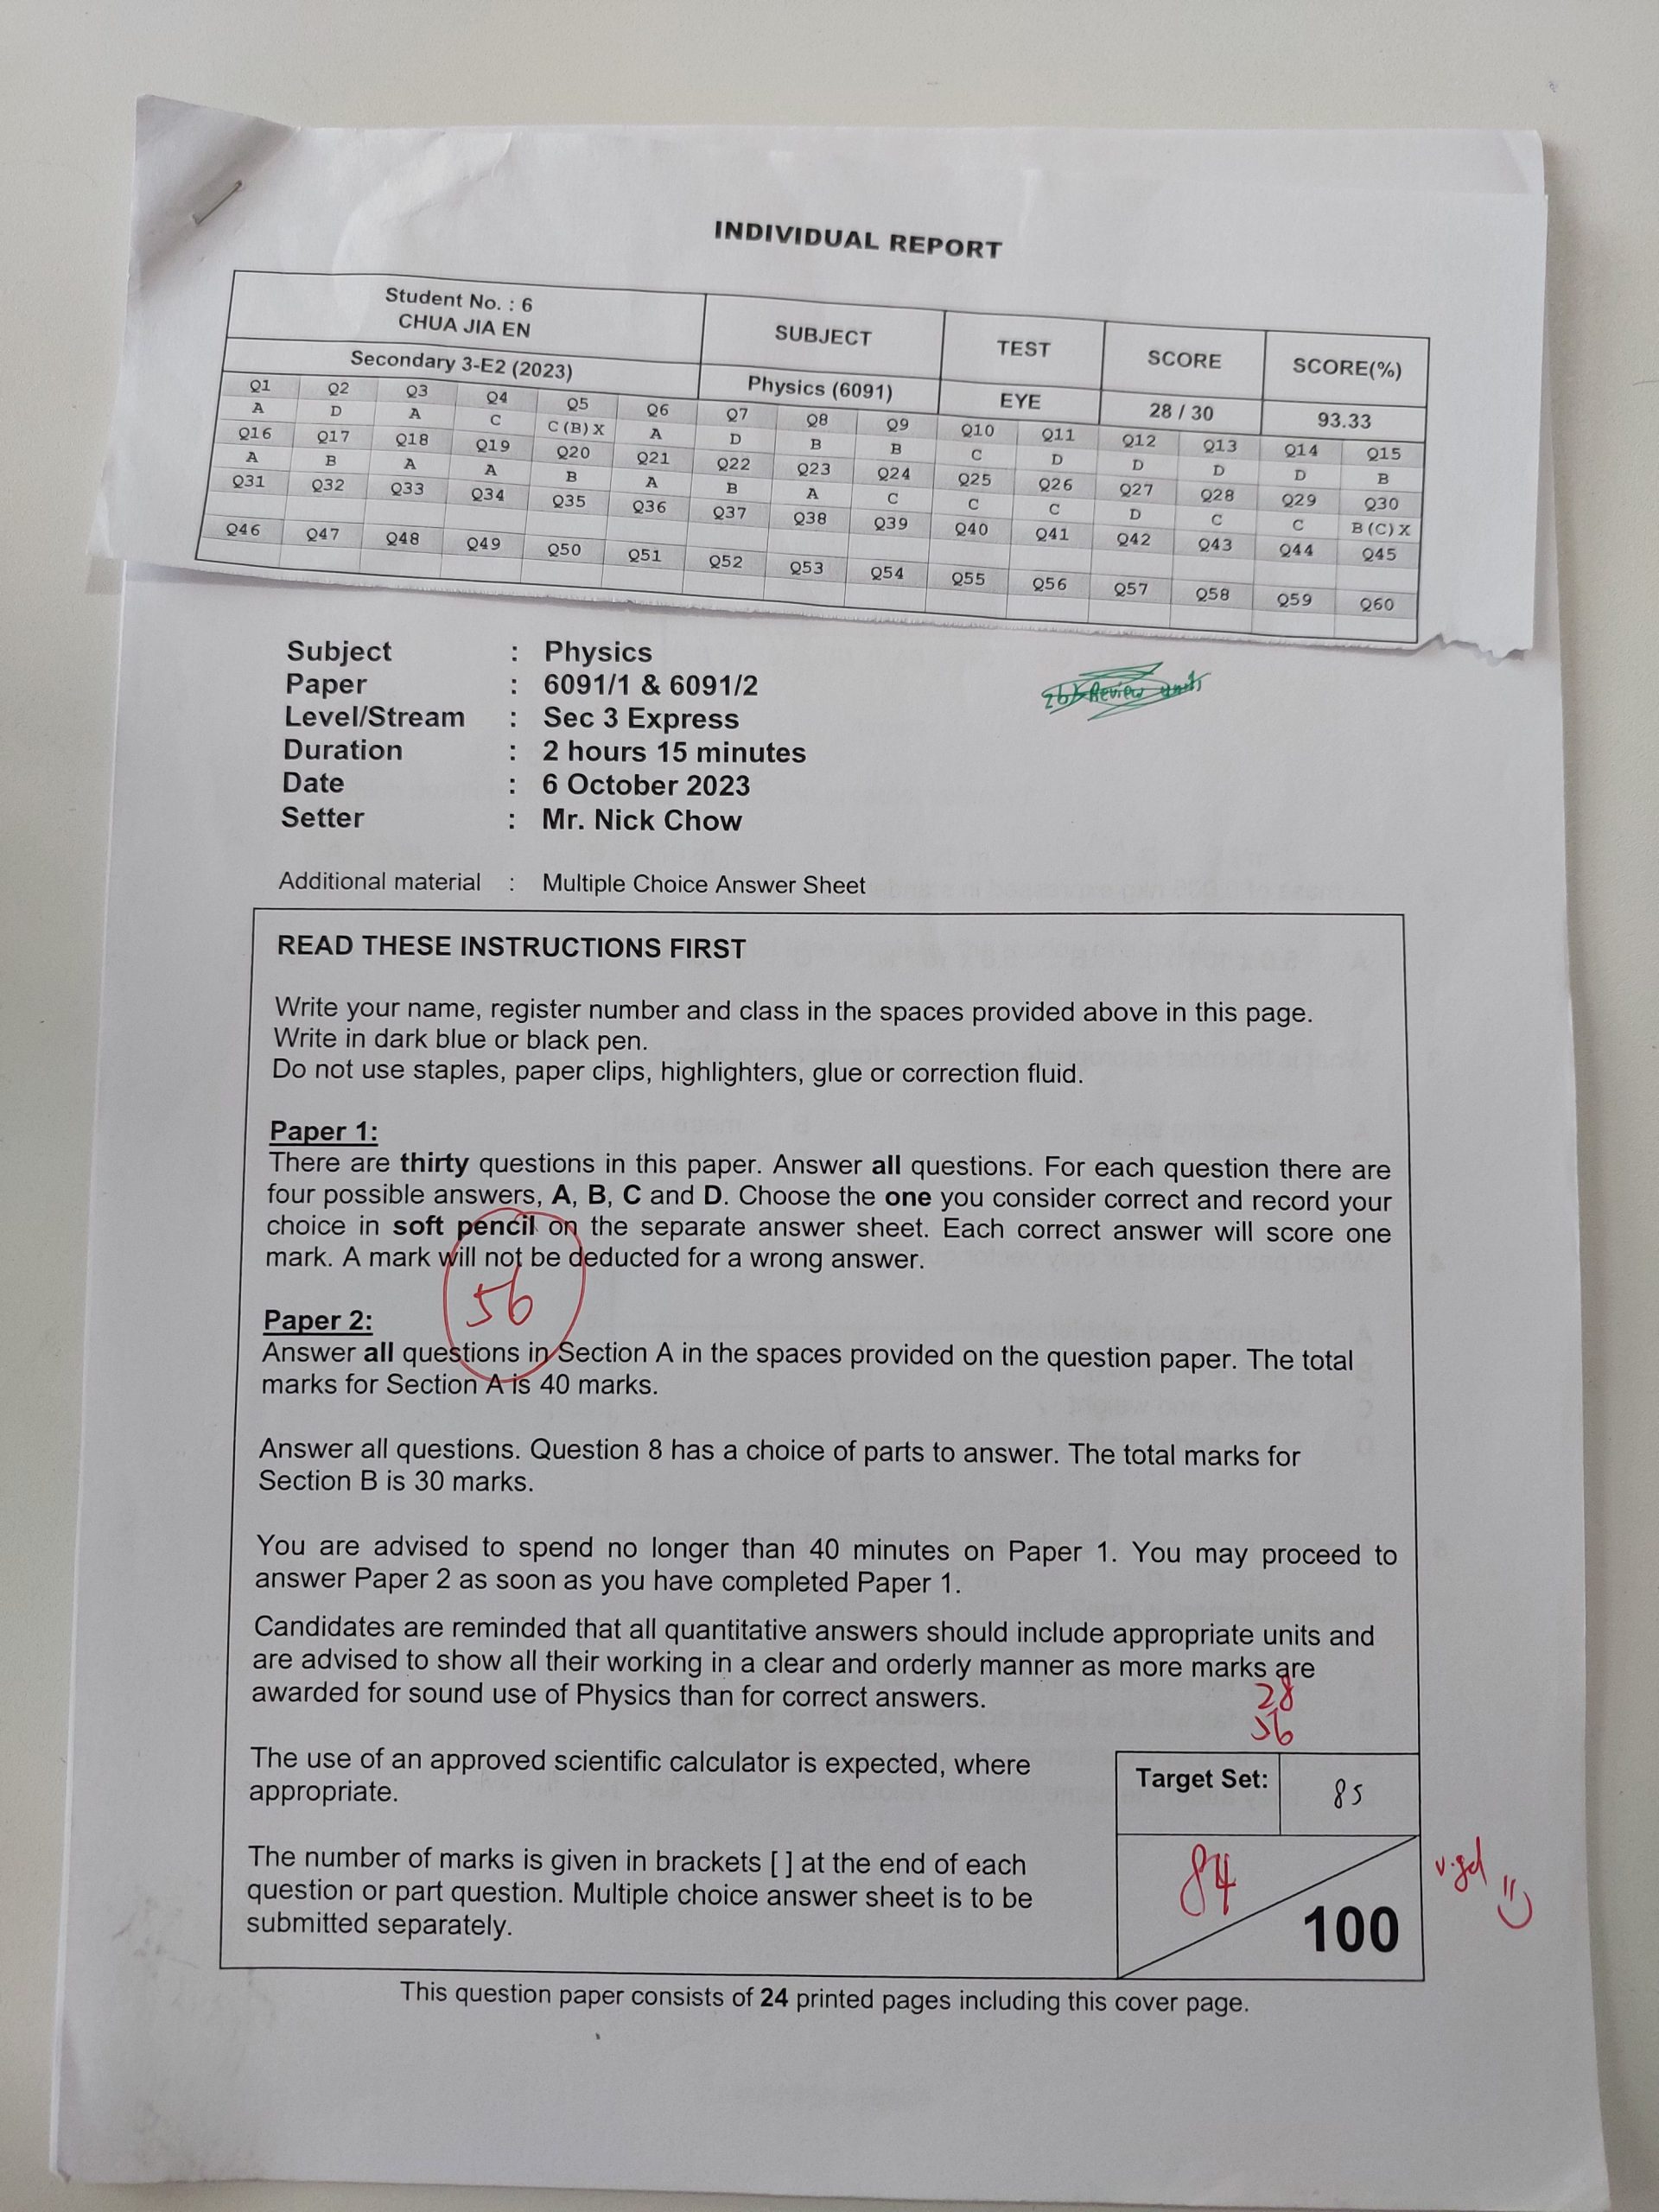 INDIVIDUAL REPORT
Student No. : 6
CHUA JIA EN
SUBJECT TEST SCORE SCORE(%)
Secondary 3-E2 (2023) Physics (6091) EYE 28 / 30 93.33
Q1 Q2 Q3 Q4 Q5 Q6 Q7 Q8 Q9 Q10 Q11 Q12 Q13 Q14 Q15
A D A C C (B) X A D B B C D D D D B
Q16 Q17 Q18 Q19 Q20 Q21 Q22 Q23 Q24 Q25 Q26 Q27 Q28 Q29 Q30
A B A A B A B A C C C D C C B (C) X
Q31 Q32 Q33 Q34 Q35 Q36 Q37 Q38 Q39 Q40 Q41 Q42 Q43 Q44 Q45
Q46 Q47 Q48 Q49 Q50 Q51 Q52 Q53 Q54 Q55 Q56 Q57 Q58 Q59 Q60
Subject : Physics
Paper : 6091/1 & 6091/2
Review units
Level/Stream : Sec 3 Express
Duration : 2 hours 15 minutes
Date : 6 October 2023
Setter : Mr. Nick Chow
Additional material : Multiple Choice Answer Sheet
READ THESE INSTRUCTIONS FIRST
Write your name, register number and class in the spaces provided above in this page.
Write in dark blue or black pen.
Do not use staples, paper clips, highlighters, glue or correction fluid.
Paper 1:
There are thirty questions in this paper. Answer all questions. For each question there are
four possible answers, A, B, C and D. Choose the one you consider correct and record your
choice in soft pencil on the separate answer sheet. Each correct answer will score one
mark. A mark will not be deducted for a wrong answer.
56
Paper 2:
Answer all questions in Section A in the spaces provided on the question paper. The total
marks for Section A is 40 marks.
Answer all questions. Question 8 has a choice of parts to answer. The total marks for
Section B is 30 marks.
You are advised to spend no longer than 40 minutes on Paper 1. You may proceed to
answer Paper 2 as soon as you have completed Paper 1.
Candidates are reminded that all quantitative answers should include appropriate units and
are advised to show all their working in a clear and orderly manner as more marks are
awarded for sound use of Physics than for correct answers.
28
56
The use of an approved scientific calculator is expected, where
appropriate.
Target Set: 85
The number of marks is given in brackets [ ] at the end of each
question or part question. Multiple choice answer sheet is to be
submitted separately.
84
100
v.gd
This question paper consists of 24 printed pages including this cover page.